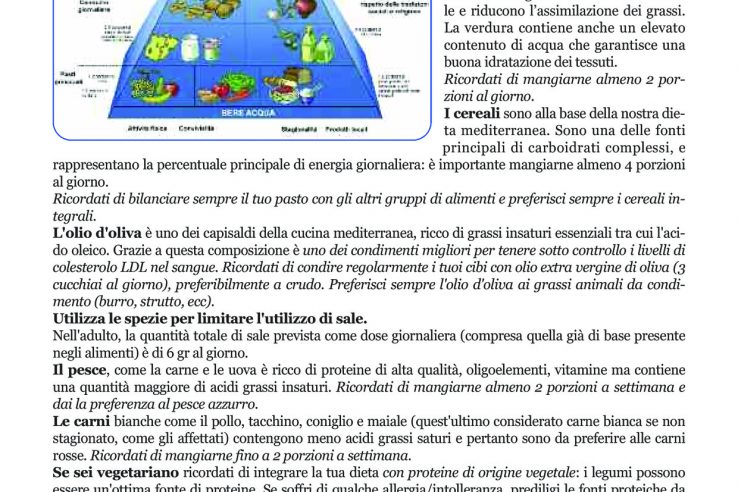 Consumo
giornaliero
rispetto delle tradizioni
sociali e religiose
Pasti
principali
BERE ACQUA
Attività fisica Convivialità Stagionalità Prodotti locali
le e riducono l'assimilazione dei grassi.
La verdura contiene anche un elevato
contenuto di acqua che garantisce una
buona idratazione dei tessuti.
Ricordati di mangiarne almeno 2 por-
zioni al giorno.
I cereali sono alla base della nostra die-
ta mediterranea. Sono una delle fonti
principali di carboidrati complessi, e
rappresentano la percentuale principale di energia giornaliera: è importante mangiarne almeno 4 porzioni
al giorno.
Ricordati di bilanciare sempre il tuo pasto con gli altri gruppi di alimenti e preferisci sempre i cereali in-
tegrali.
L'olio d'oliva è uno dei capisaldi della cucina mediterranea, ricco di grassi insaturi essenziali tra cui l'aci-
do oleico. Grazie a questa composizione è uno dei condimenti migliori per tenere sotto controllo i livelli di
colesterolo LDL nel sangue. Ricordati di condire regolarmente i tuoi cibi con olio extra vergine di oliva (3
cucchiai al giorno), preferibilmente a crudo. Preferisci sempre l'olio d'oliva ai grassi animali da condi-
mento (burro, strutto, ecc).
Utilizza le spezie per limitare l'utilizzo di sale.
Nell'adulto, la quantità totale di sale prevista come dose giornaliera (compresa quella già di base presente
negli alimenti) è di 6 gr al giorno.
Il pesce, come la carne e le uova è ricco di proteine di alta qualità, oligoelementi, vitamine ma contiene
una quantità maggiore di acidi grassi insaturi. Ricordati di mangiarne almeno 2 porzioni a settimana e
dai la preferenza al pesce azzurro.
Le carni bianche come il pollo, tacchino, coniglio e maiale (quest'ultimo considerato carne bianca se non
stagionato, come gli affettati) contengono meno acidi grassi saturi e pertanto sono da preferire alle carni
rosse. Ricordati di mangiarne fino a 2 porzioni a settimana.
Se sei vegetariano ricordati di integrare la tua dieta con proteine di origine vegetale: i legumi possono
essere un'ottima fonte di proteine. Se soffri di qualche allergia/intolleranza, prediligi le fonti proteiche da